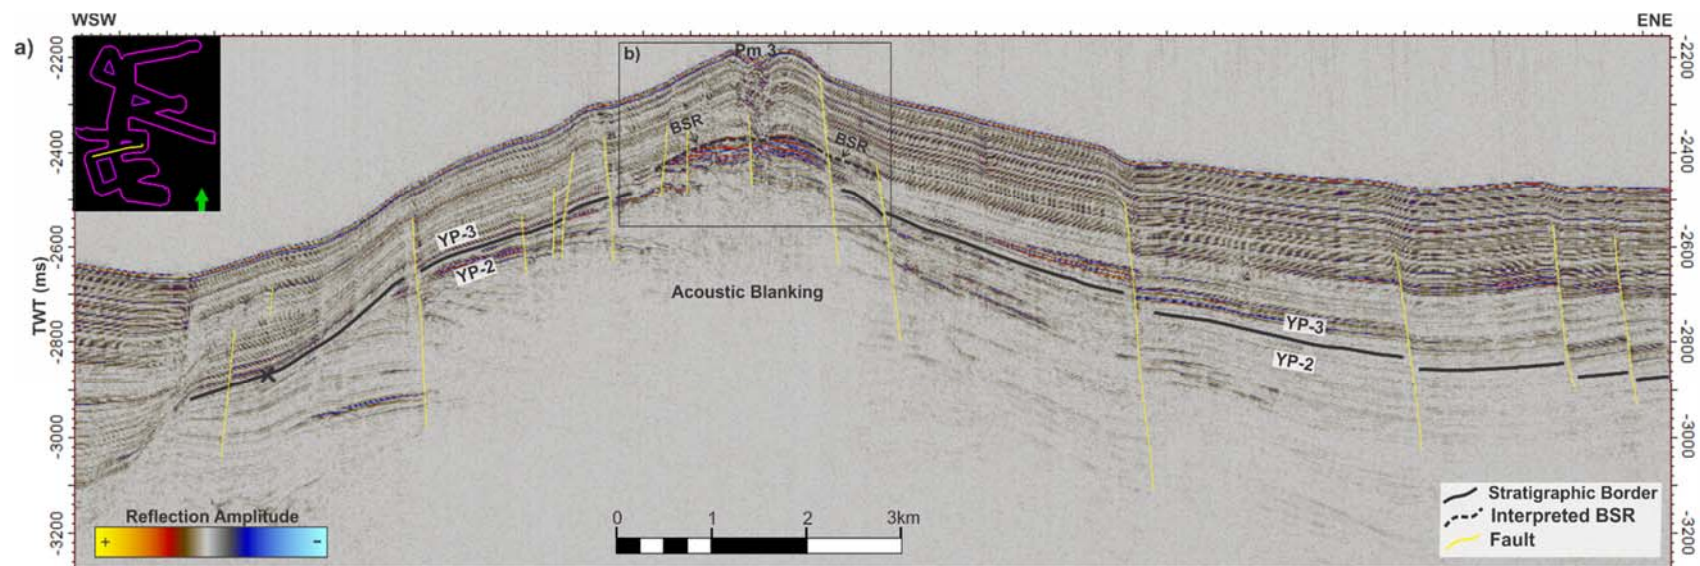 WSW
ENE
a)
b)
Pm 3
-2200
-2400
-2600
-2800
-3000
-3200
TWT (ms)
-2200
-2400
-2600
-2800
-3000
-3200
BSR
BSR
YP-3
YP-2
Acoustic Blanking
YP-3
YP-2
Reflection Amplitude
+ -
0 1 2 3km
Stratigraphic Border
Interpreted BSR
Fault